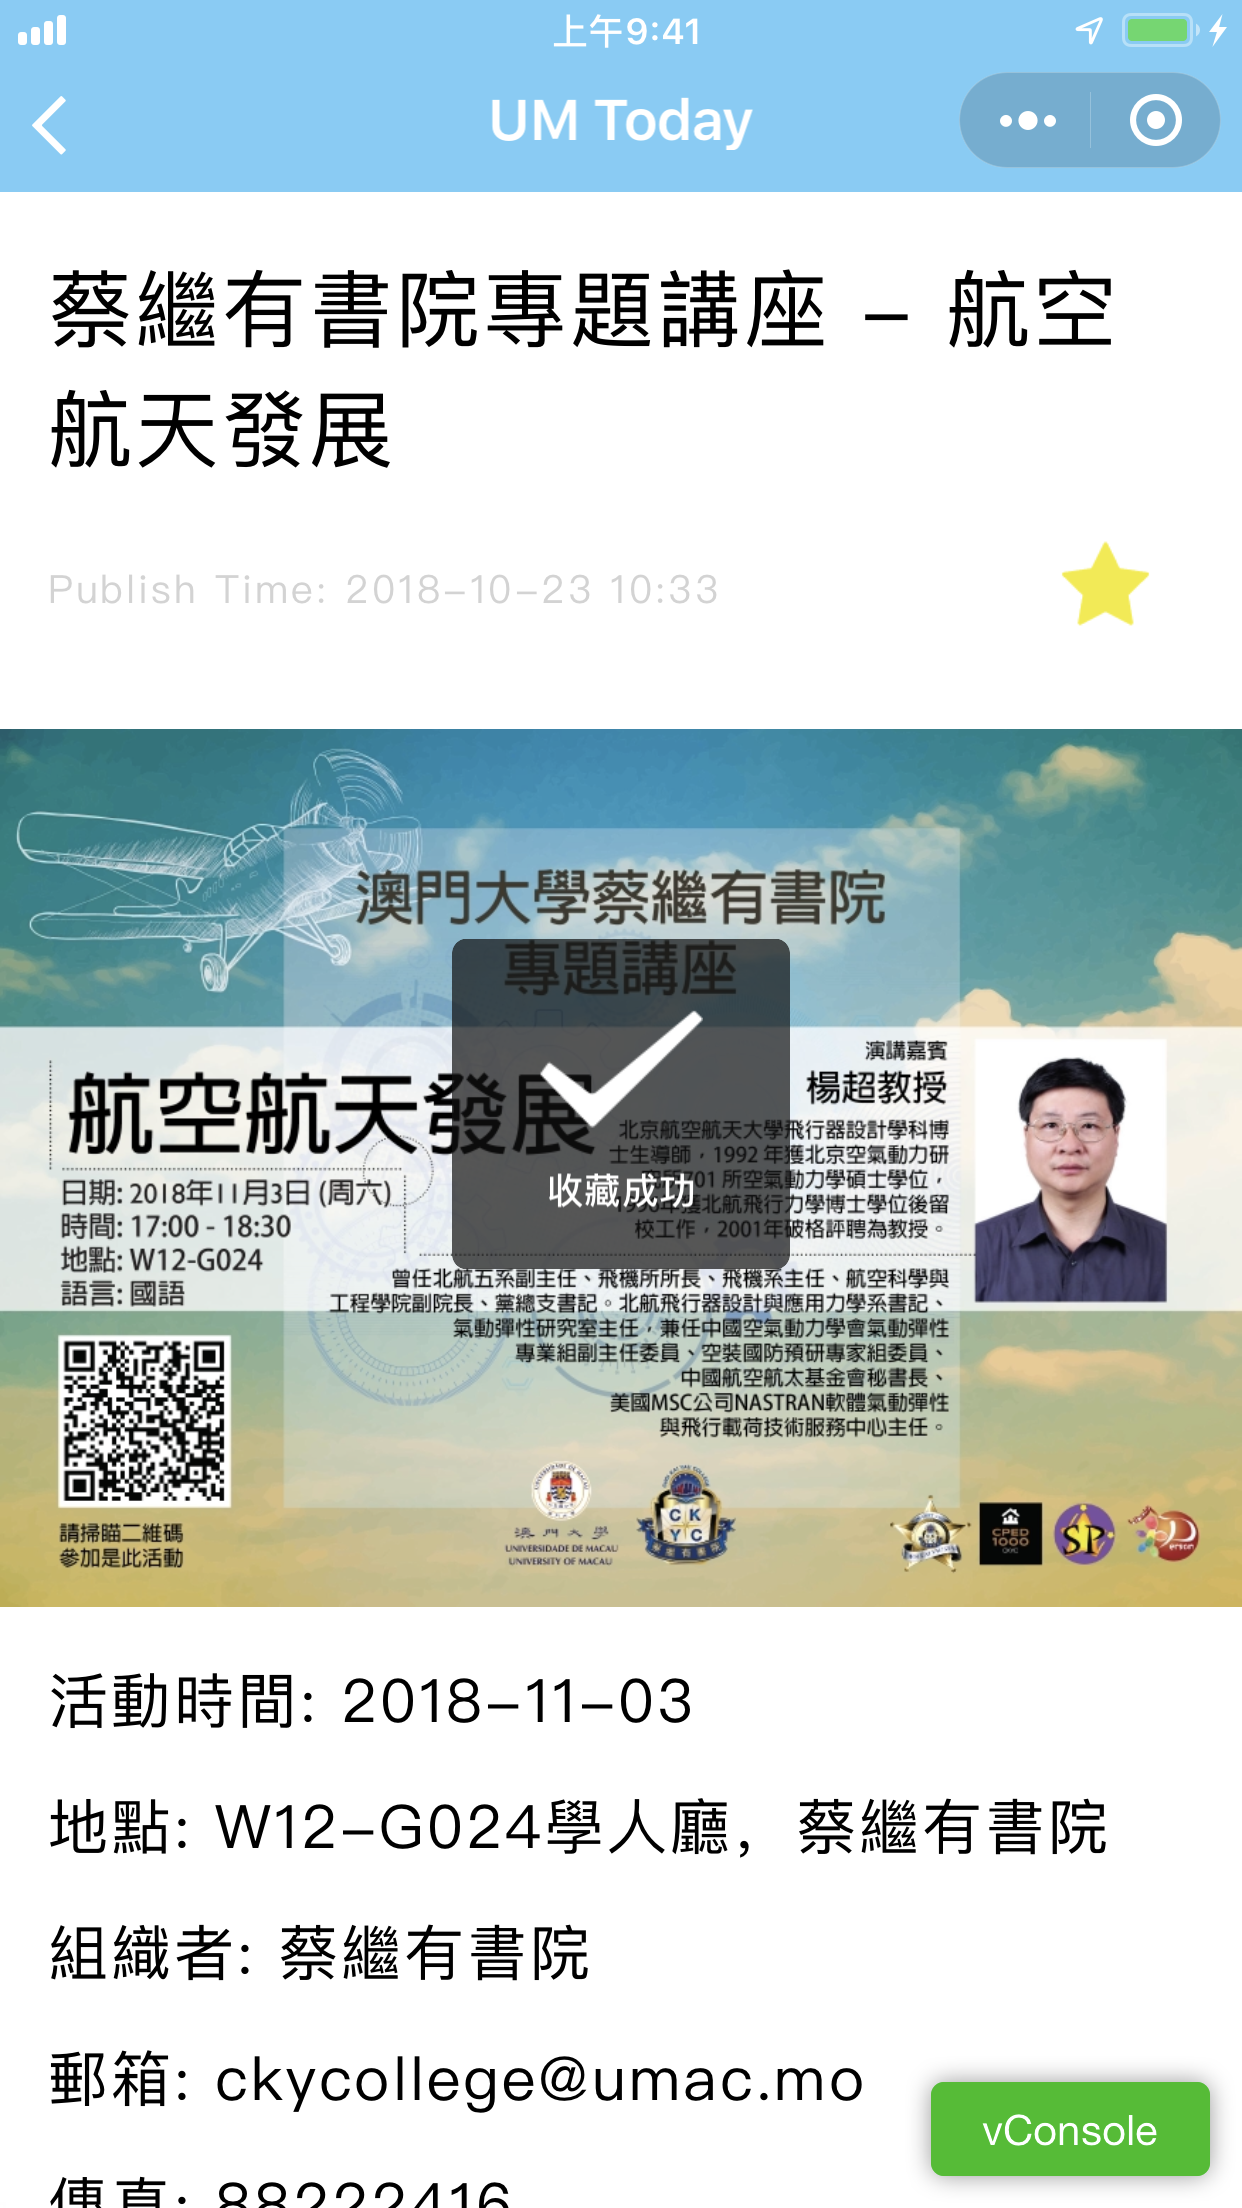 上午9:41
UM Today
蔡繼有書院專題講座 - 航空
航天發展
Publish Time: 2018-10-23 10:33
澳門大學蔡繼有書院
專題講座
航空航天發展
日期: 2018年11月3日 (周六)
時間: 17:00 - 18:30
地點: W12-G024
語言: 國語
演講嘉賓
楊超教授
北京航空航天大學飛行器設計學科博
士生導師，1992 年獲北京空氣動力研
701 所空氣動力學碩士學位，
獲北航飛行力學博士學位後留
校工作，2001年破格評聘為教授。
收藏成功
曾任北航五系副主任、飛機所所長、飛機系主任、航空科學與
工程學院副院長、黨總支書記。北航飛行器設計與應用力學系書記、
氣動彈性研究室主任，兼任中國空氣動力學會氣動彈性
專業組副主任委員、空裝國防預研專家組委員、
中國航空航太基金會秘書長、
美國MSC公司NASTRAN軟體氣動彈性
與飛行載荷技術服務中心主任。
請掃瞄二維碼
參加是此活動
澳門大學
UNIVERSIDADE DE MACAU
UNIVERSITY OF MACAU
CKYC
CPED
1000
SP
活動時間: 2018-11-03
地點: W12-G024學人廳，蔡繼有書院
組織者: 蔡繼有書院
郵箱: ckycollege@umac.mo
vConsole
傳真: 88222416